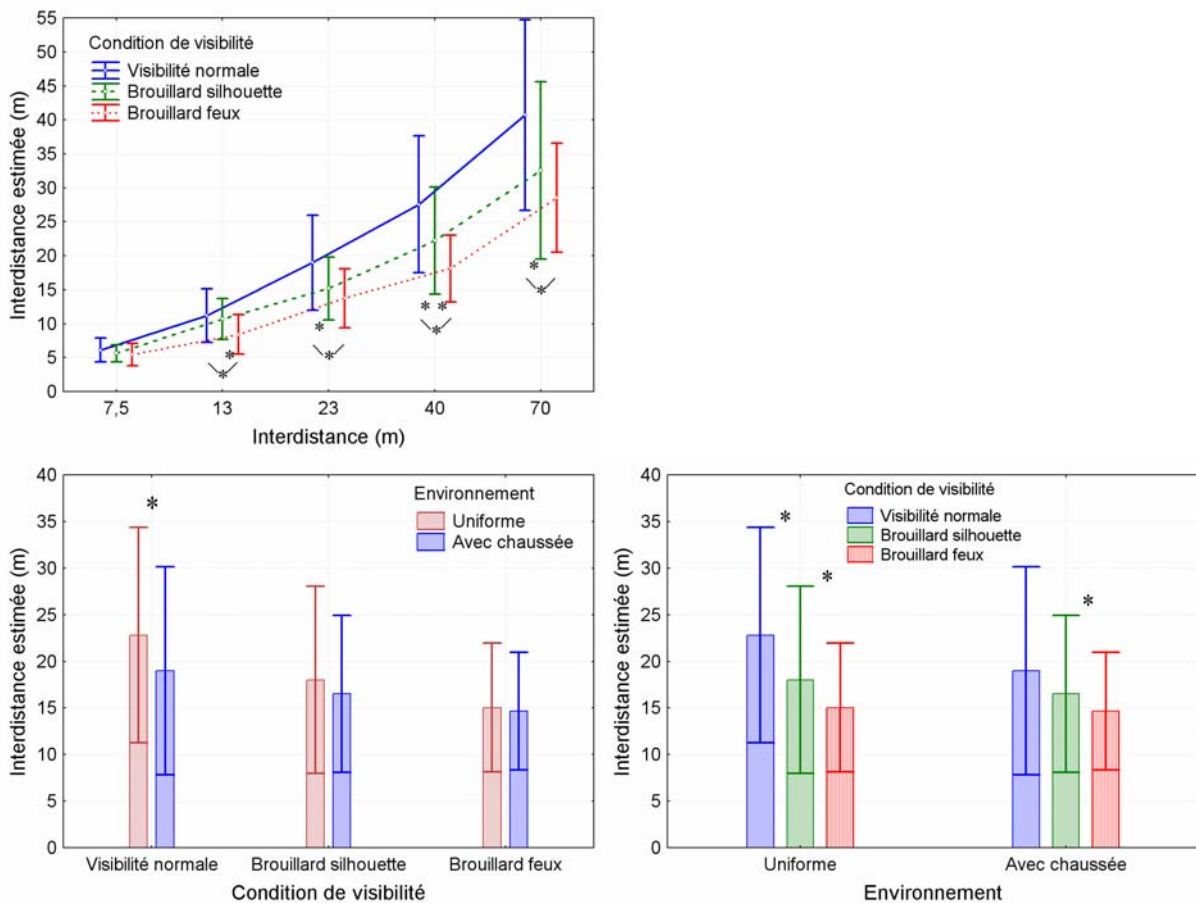 55
50
45
40
35
30
25
20
15
10
5
0
Interdistance estimée (m)
Condition de visibilité
Visibilité normale
Brouillard silhouette
Brouillard feux
* * * * * * * * *
7,5 13 23 40 70
Interdistance (m)
40
35
30
25
20
15
10
5
0
Interdistance estimée (m)
*
Environnement
Uniforme
Avec chaussée
Visibilité normale Brouillard silhouette Brouillard feux
Condition de visibilité
40
35
30
25
20
15
10
5
0
Interdistance estimée (m)
Condition de visibilité
Visibilité normale
Brouillard silhouette
Brouillard feux
* * *
Uniforme Avec chaussée
Environnement